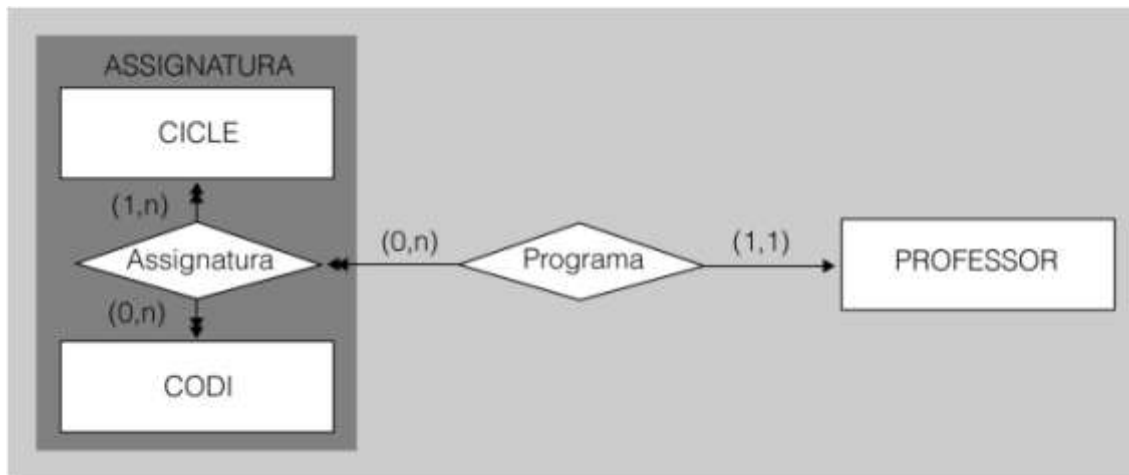 ASSIGNATURA
CICLE
(1,n)
Assignatura
(0,n)
CODI
(0,n)
Programa
(1,1)
PROFESSOR